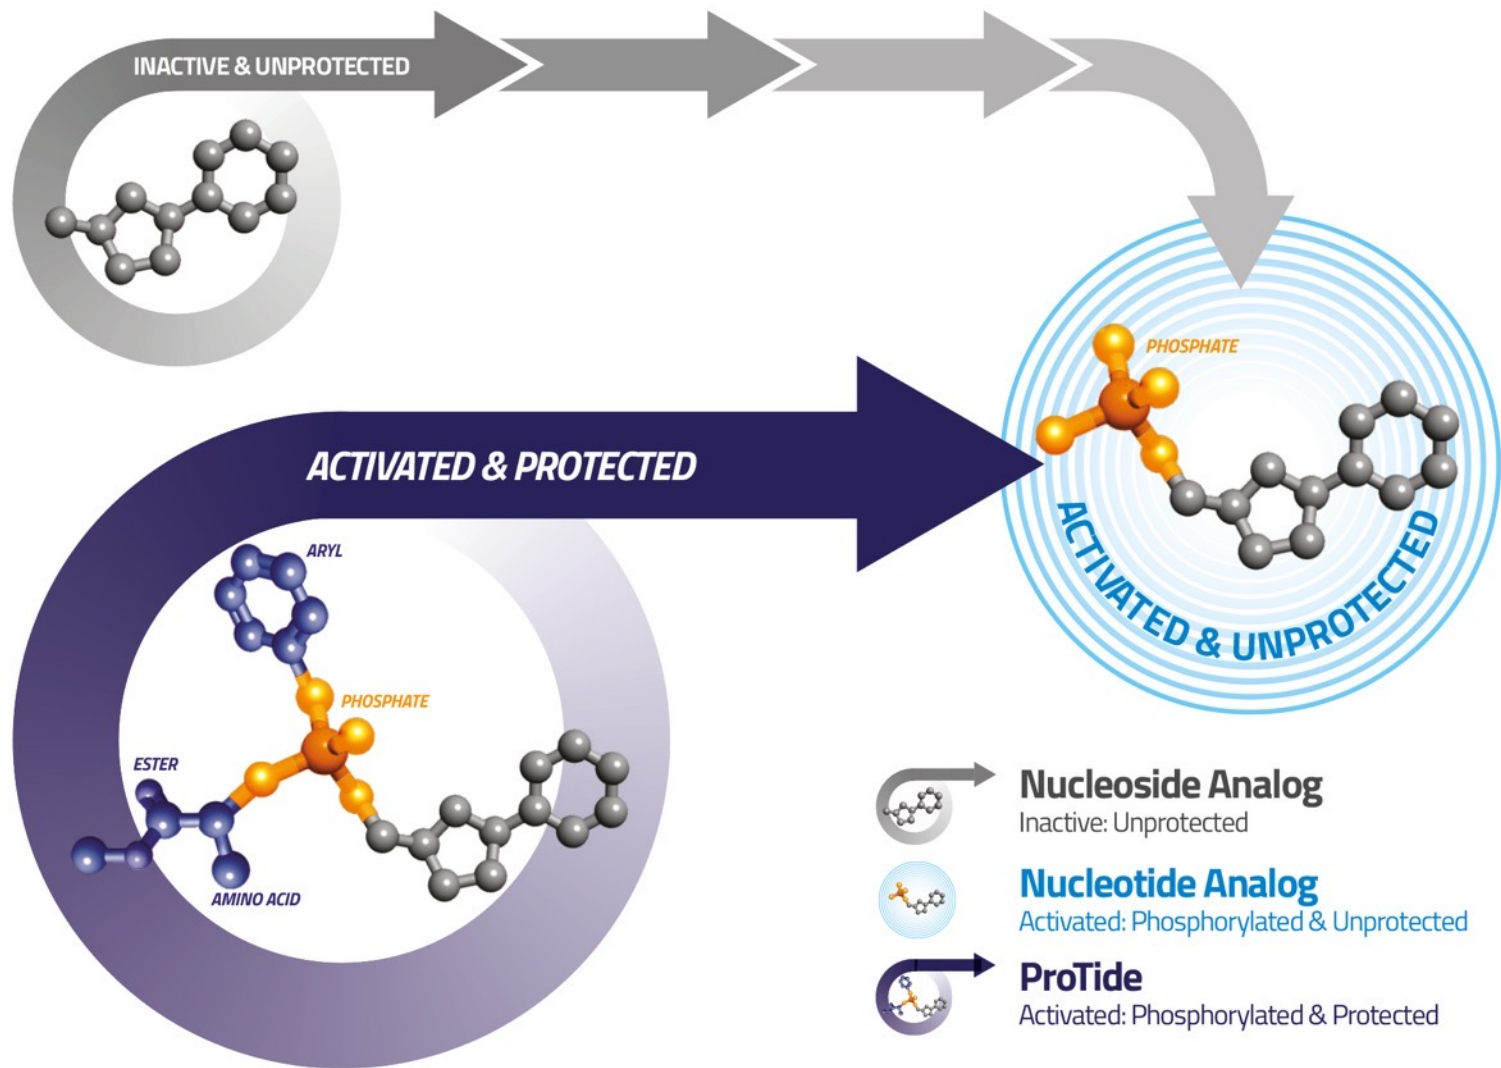 INACTIVE & UNPROTECTED
PHOSPHATE
ACTIVATED & PROTECTED
ACTIVATED & UNPROTECTED
ARYL
PHOSPHATE
ESTER
AMINO ACID
Nucleoside Analog
Inactive: Unprotected
Nucleotide Analog
Activated: Phosphorylated & Unprotected
ProTide
Activated: Phosphorylated & Protected